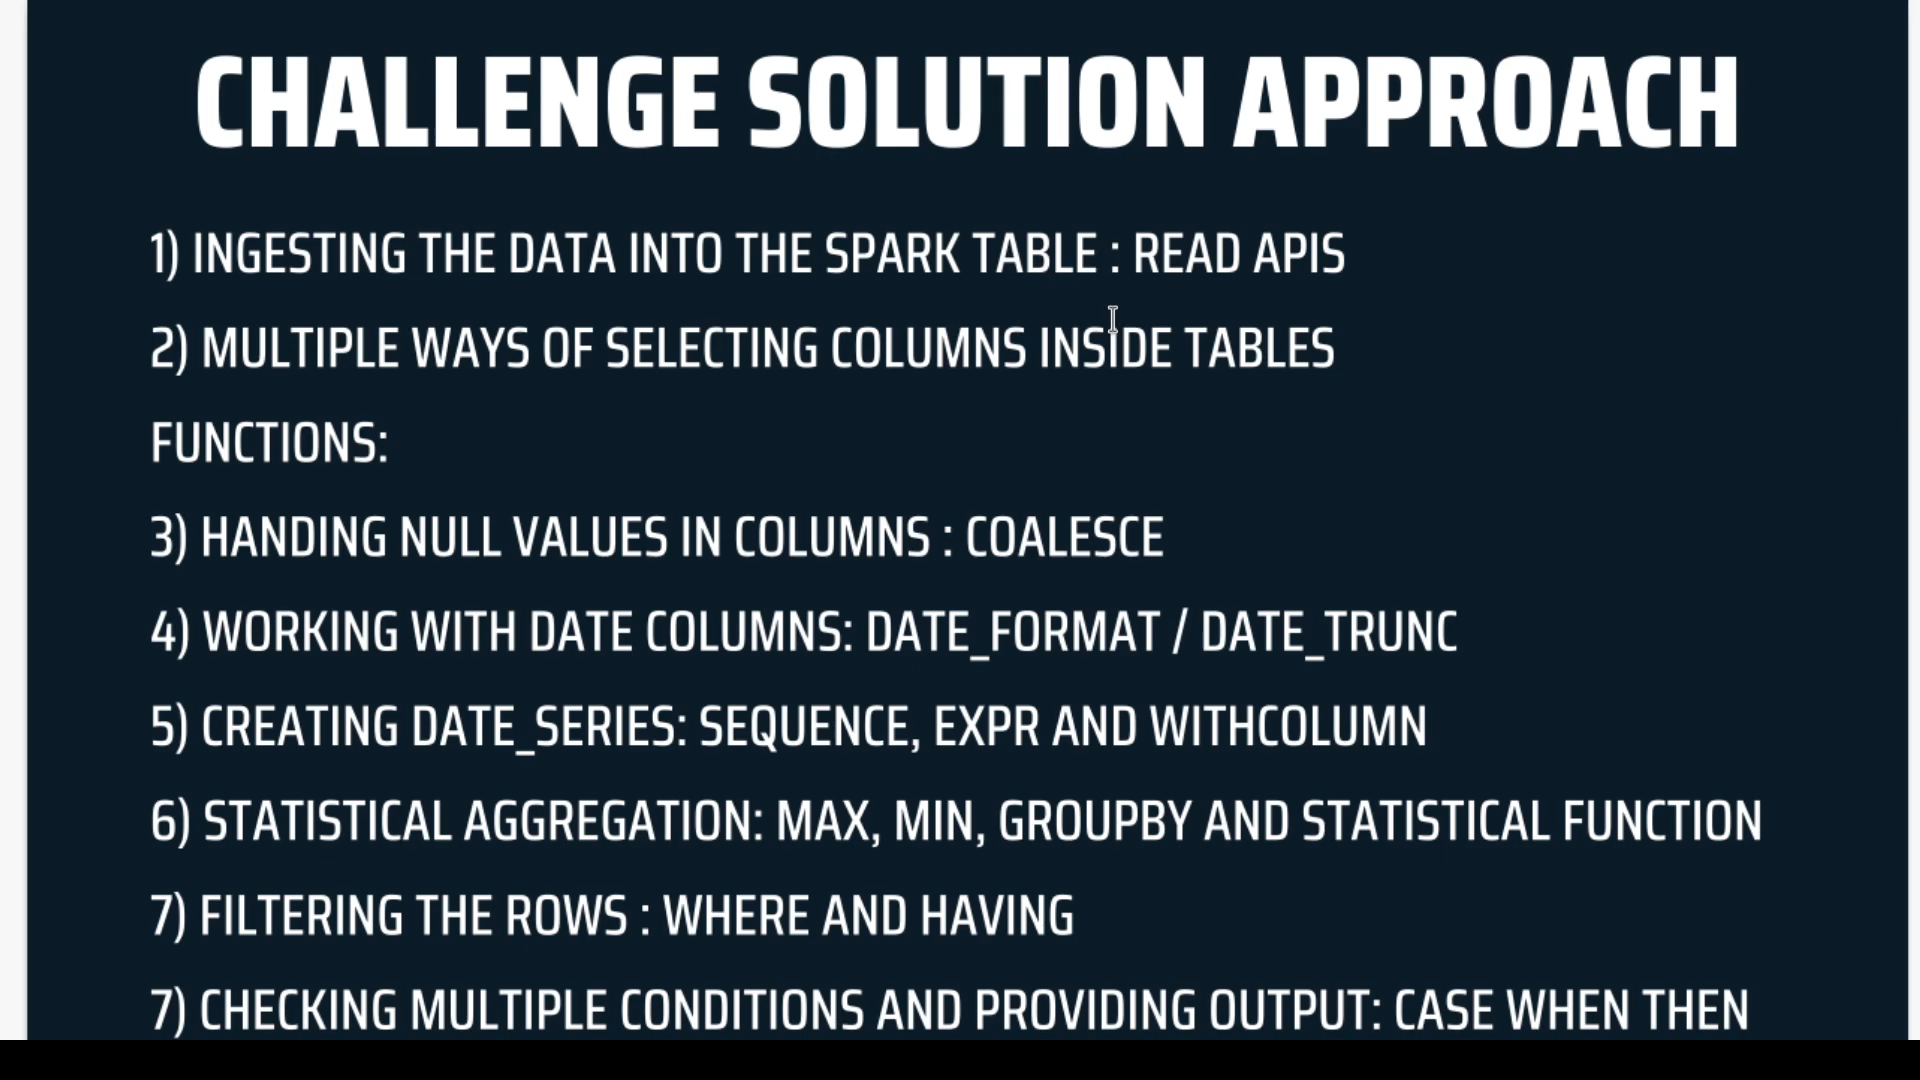 CHALLENGE SOLUTION APPROACH
1) INGESTING THE DATA INTO THE SPARK TABLE : READ APIS
2) MULTIPLE WAYS OF SELECTING COLUMNS INSIDE TABLES
FUNCTIONS:
3) HANDING NULL VALUES IN COLUMNS : COALESCE
4) WORKING WITH DATE COLUMNS: DATE_FORMAT / DATE_TRUNC
5) CREATING DATE_SERIES: SEQUENCE, EXPR AND WITHCOLUMN
6) STATISTICAL AGGREGATION: MAX, MIN, GROUPBY AND STATISTICAL FUNCTION
7) FILTERING THE ROWS : WHERE AND HAVING
7) CHECKING MULTIPLE CONDITIONS AND PROVIDING OUTPUT: CASE WHEN THEN